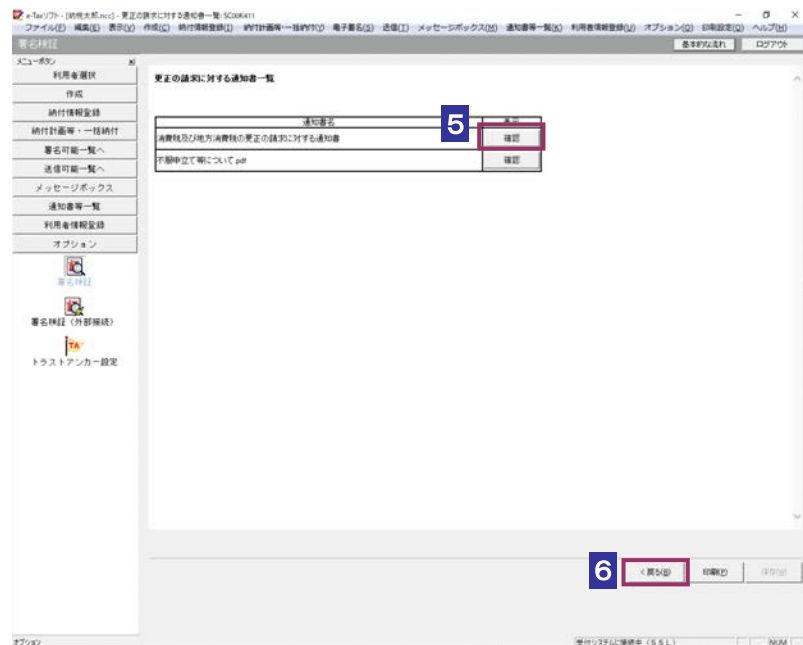 e-Taxソフト - [納税太郎.ncc] - 更正の請求に対する通知書一覧: SC00K411
ファイル(F) 編集(E) 表示(V) 作成(C) 納付情報登録(I) 納付計画等・一括納付(Y) 電子署名(S) 送信(T) メッセージボックス(M) 通知書等一覧(K) 利用者情報登録(U) オプション(O) 印刷設定(Q) ヘルプ(H)
署名検証 基本的な流れ ログアウト
メニューボタン
利用者選択
作成
納付情報登録
納付計画等・一括納付
署名可能一覧へ
送信可能一覧へ
メッセージボックス
通知書等一覧
利用者情報登録
オプション
署名検証
署名検証(外部接続)
TA
トラストアンカー設定
更正の請求に対する通知書一覧
通知書名 表示
5
消費税及び地方消費税の更正の請求に対する通知書 確認
不服申立て等について.pdf 確認
6
<戻る(B) 印刷(P) 保存(W)
オプション 受付システムに接続中(SSL) NUM